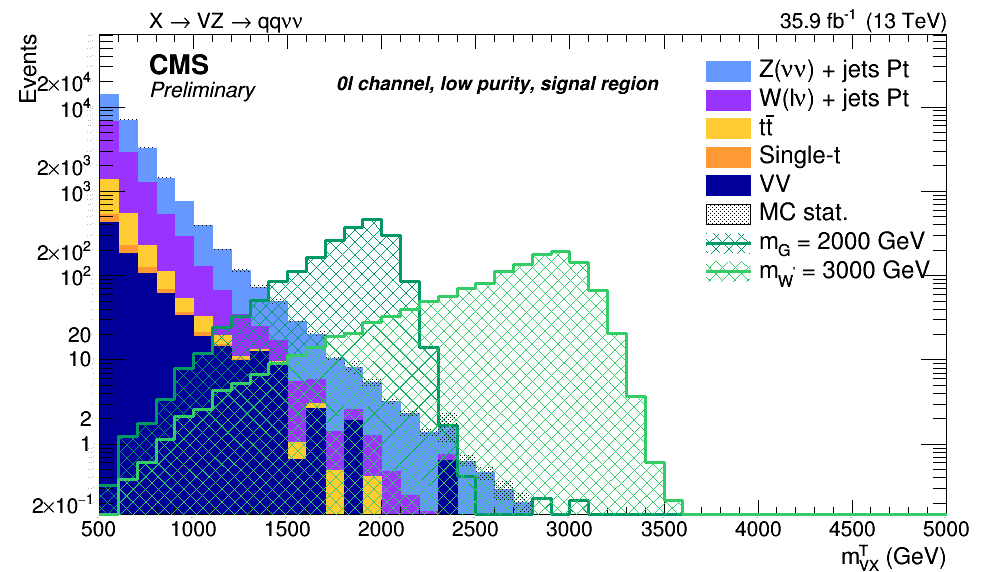 X → VZ → qqνν
35.9 fb⁻¹ (13 TeV)
Events
CMS
Preliminary
0l channel, low purity, signal region
Z(νν) + jets Pt
W(lν) + jets Pt
tt̄
Single-t
VV
MC stat.
m_G = 2000 GeV
m_W' = 3000 GeV
2×10⁴
10⁴
2×10³
10³
2×10²
10²
20
10
2
1
2×10⁻¹
500 1000 1500 2000 2500 3000 3500 4000 4500 5000
m^T_VX (GeV)